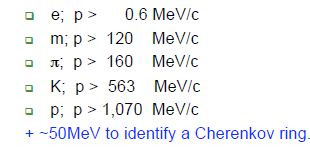 ❑ e; p > 0.6 MeV/c
❑ m; p > 120 MeV/c
❑ π; p > 160 MeV/c
❑ K; p > 563 MeV/c
❑ p; p > 1,070 MeV/c
+ ~50MeV to identify a Cherenkov ring.